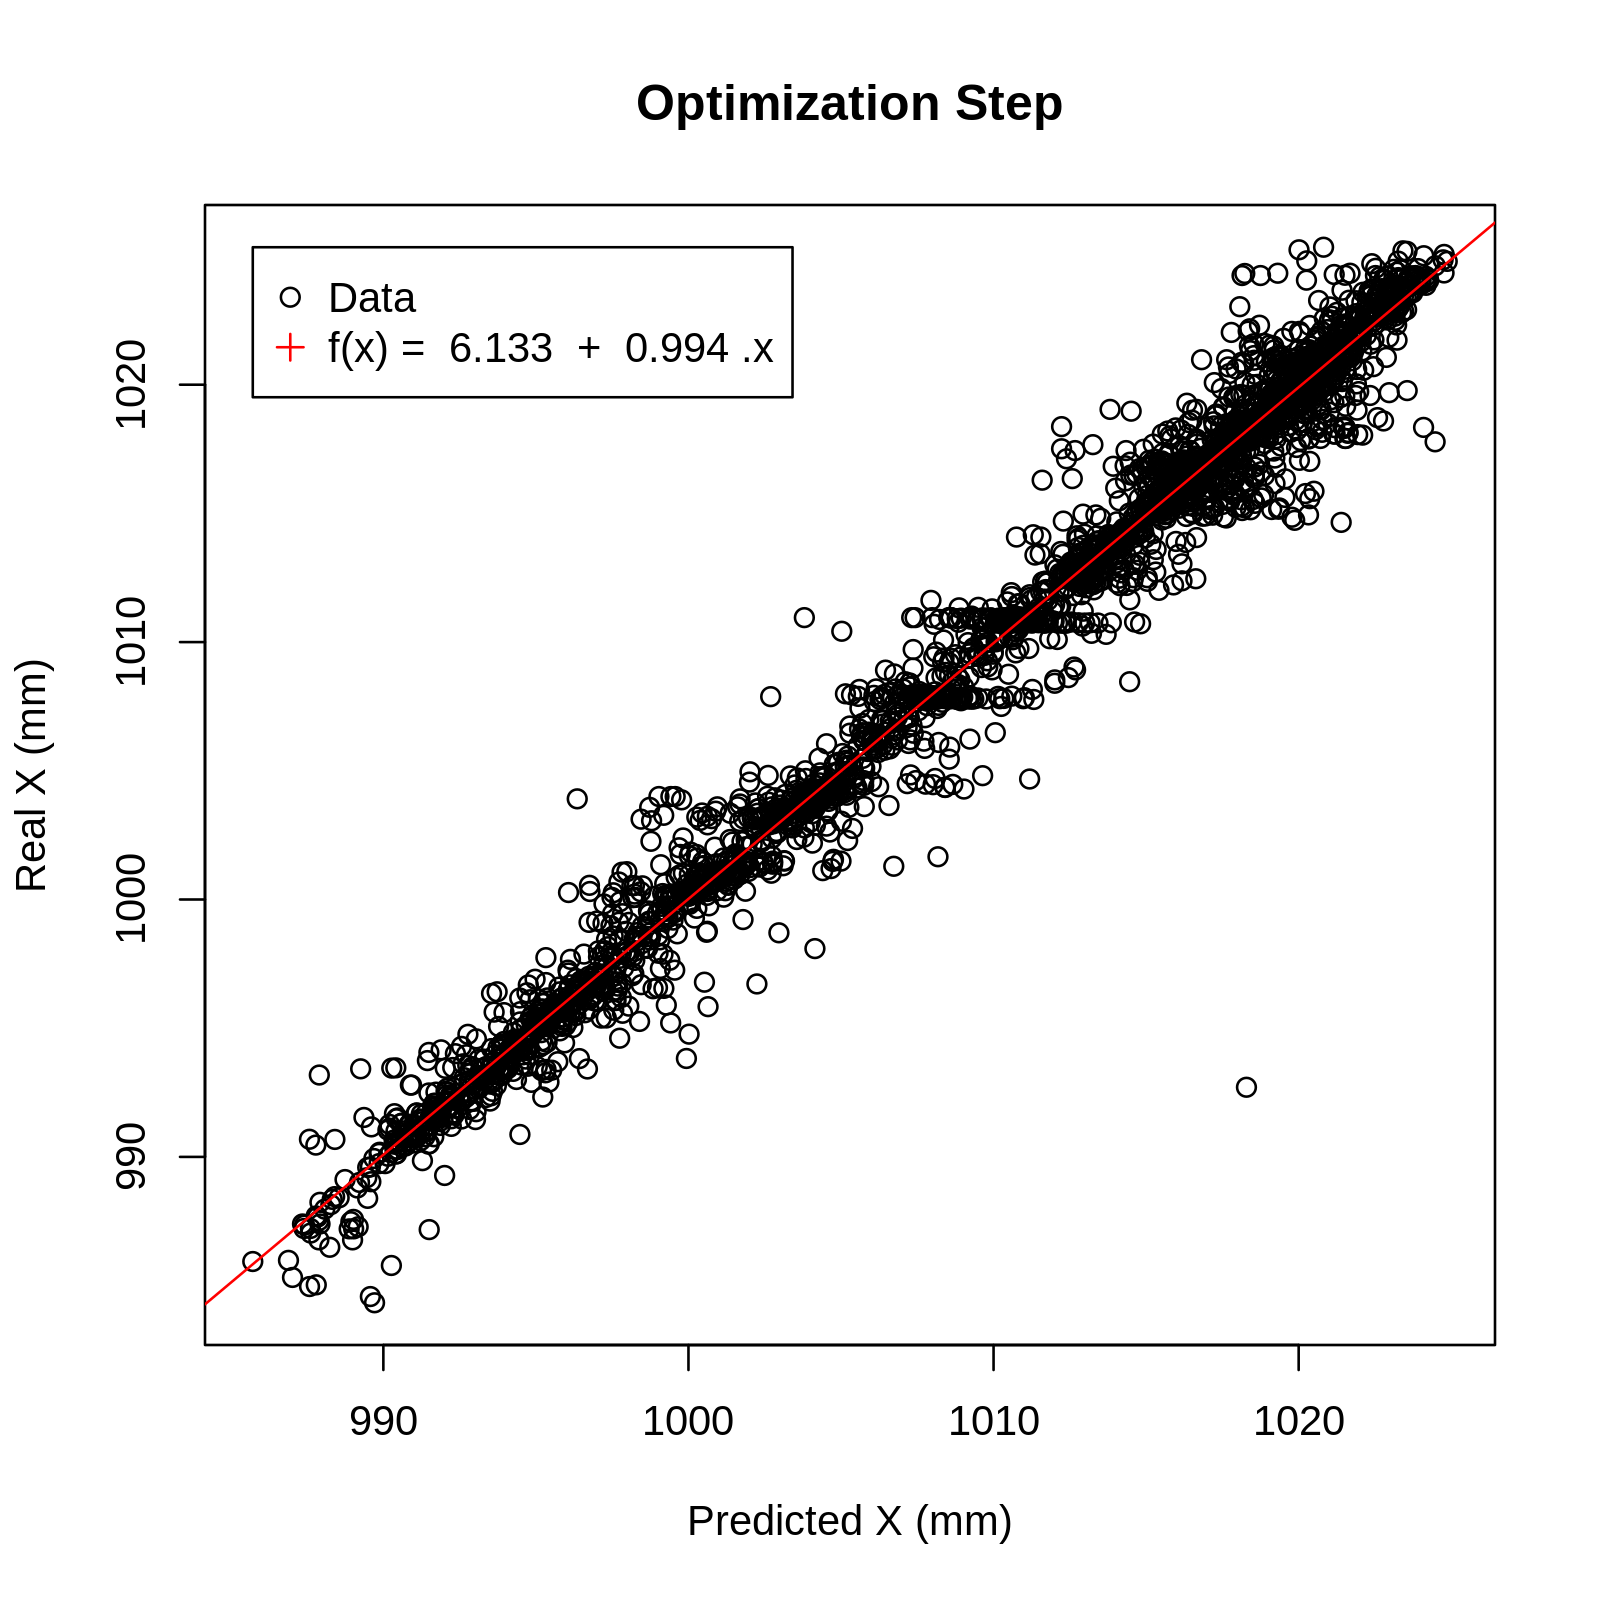 Optimization Step
Data
f(x) = 6.133 + 0.994 .x
Real X (mm)
1020
1010
1000
990
990 1000 1010 1020
Predicted X (mm)